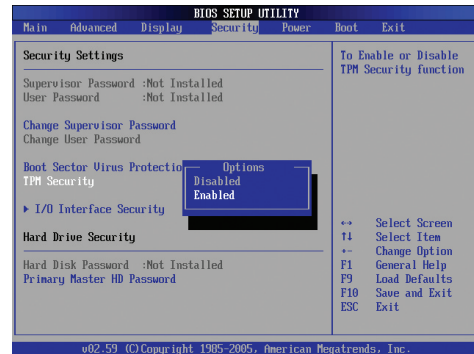 BIOS SETUP UTILITY
Main Advanced Display Security Power Boot Exit
Security Settings
Supervisor Password :Not Installed
User Password :Not Installed
Change Supervisor Password
Change User Password
Boot Sector Virus Protectio
TPM Security
I/O Interface Security
Hard Drive Security
Hard Disk Password :Not Installed
Primary Master HD Password
Options
Disabled
Enabled
To Enable or Disable
TPM Security function
↔ Select Screen
↑↓ Select Item
+- Change Option
F1 General Help
F9 Load Defaults
F10 Save and Exit
ESC Exit
v02.59 (C)Copyright 1985-2005, American Megatrends, Inc.